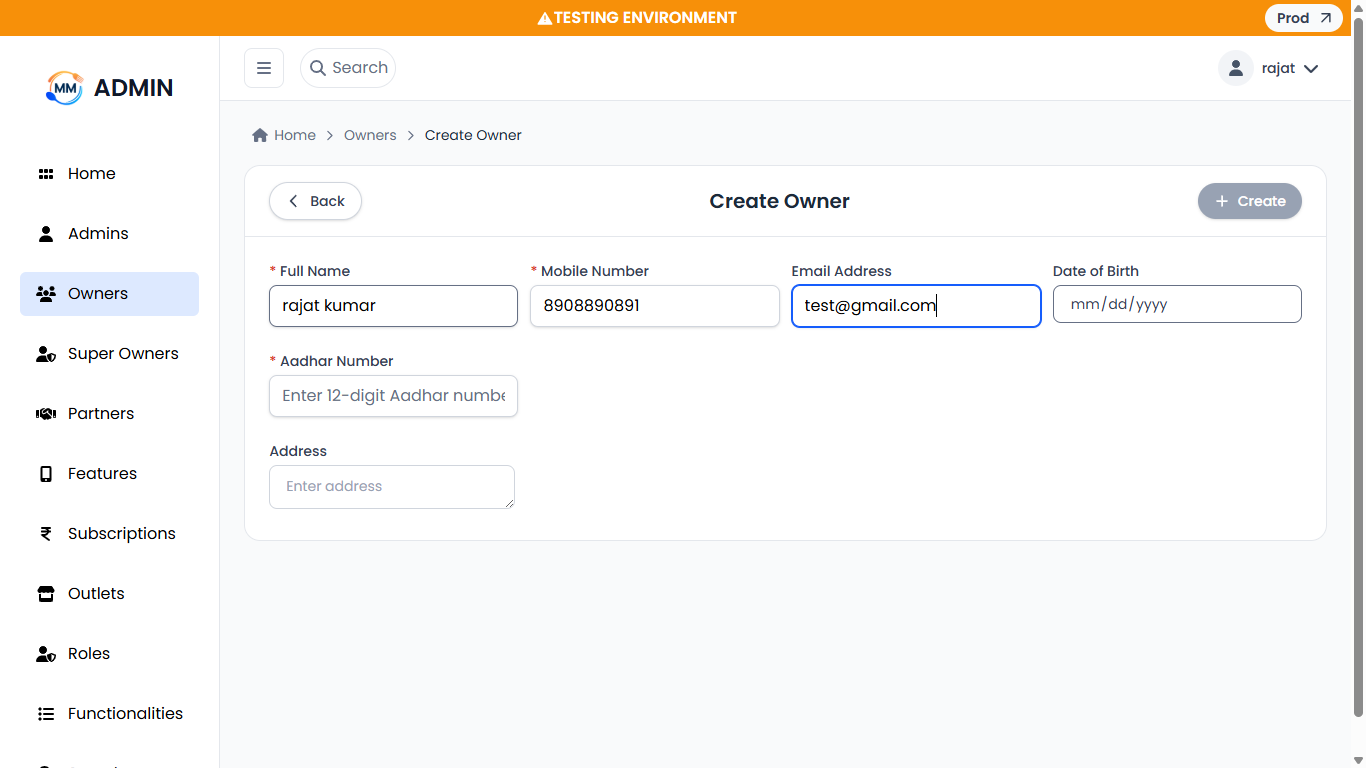 TESTING ENVIRONMENT
Prod
MM ADMIN
Search
rajat
Home
Admins
Owners
Super Owners
Partners
Features
Subscriptions
Outlets
Roles
Functionalities
Home > Owners > Create Owner
Back
Create Owner
+ Create
* Full Name
rajat kumar
* Mobile Number
8908890891
Email Address
test@gmail.com
Date of Birth
mm/dd/yyyy
* Aadhar Number
Enter 12-digit Aadhar numbe
Address
Enter address